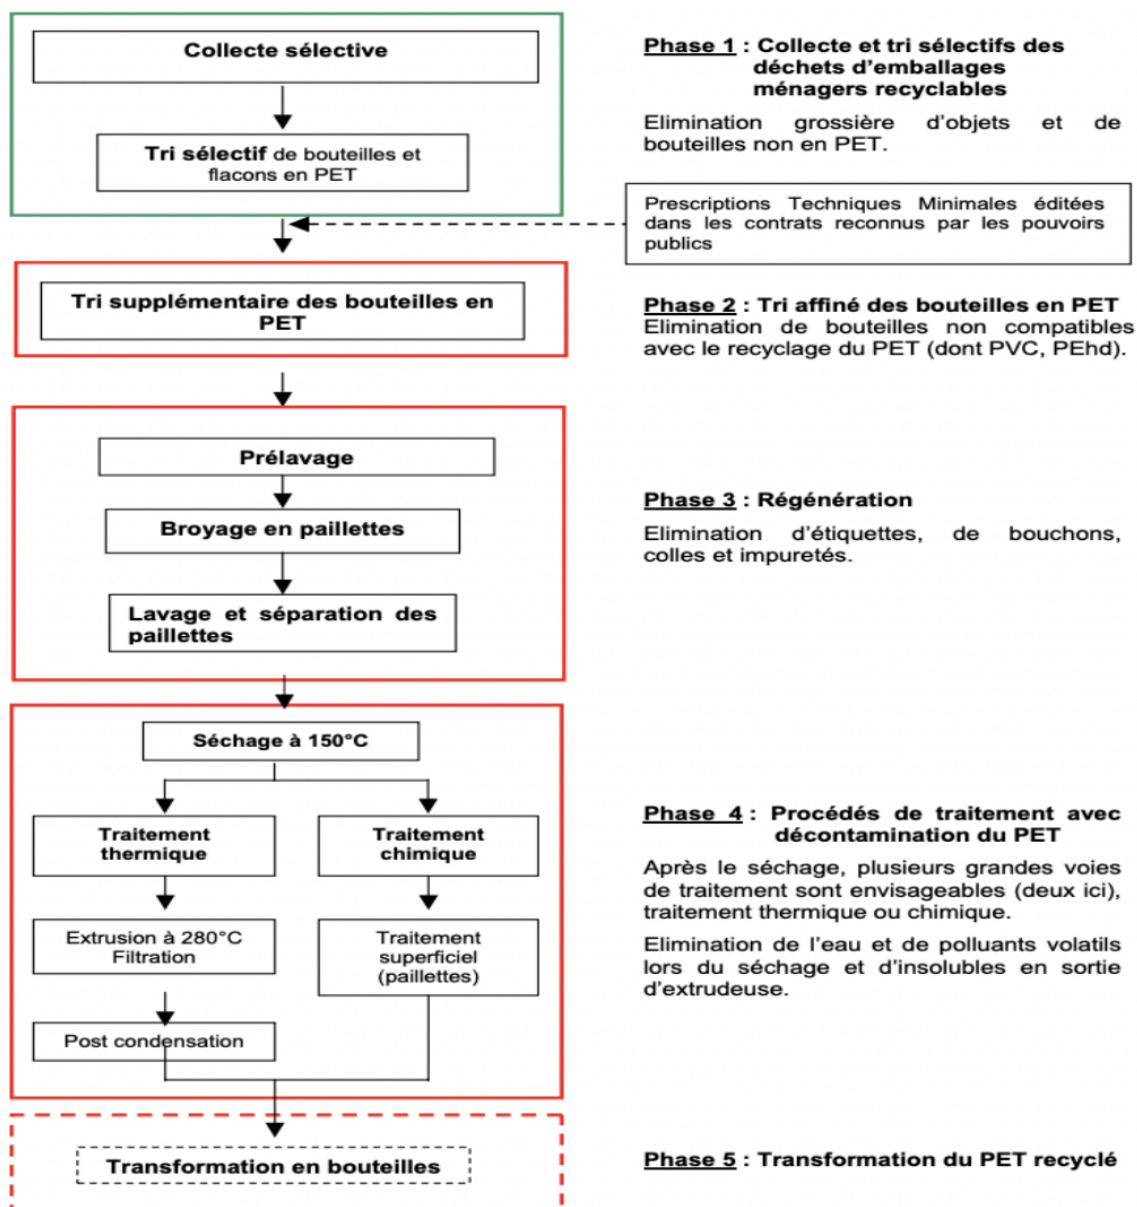 Collecte sélective
Phase 1 : Collecte et tri sélectifs des
déchets d'emballages
ménagers recyclables
Elimination grossière d'objets et de
bouteilles non en PET.
Tri sélectif de bouteilles et
flacons en PET
Prescriptions Techniques Minimales éditées
dans les contrats reconnus par les pouvoirs
publics
Tri supplémentaire des bouteilles en
PET
Phase 2 : Tri affiné des bouteilles en PET
Elimination de bouteilles non compatibles
avec le recyclage du PET (dont PVC, PEhd).
Prélavage
Broyage en paillettes
Lavage et séparation des
paillettes
Phase 3 : Régénération
Elimination d'étiquettes, de bouchons,
colles et impuretés.
Séchage à 150°C
Traitement
thermique
Traitement
chimique
Extrusion à 280°C
Filtration
Traitement
superficiel
(paillettes)
Post condensation
Phase 4 : Procédés de traitement avec
décontamination du PET
Après le séchage, plusieurs grandes voies
de traitement sont envisageables (deux ici),
traitement thermique ou chimique.
Elimination de l'eau et de polluants volatils
lors du séchage et d'insolubles en sortie
d'extrudeuse.
Transformation en bouteilles
Phase 5 : Transformation du PET recyclé